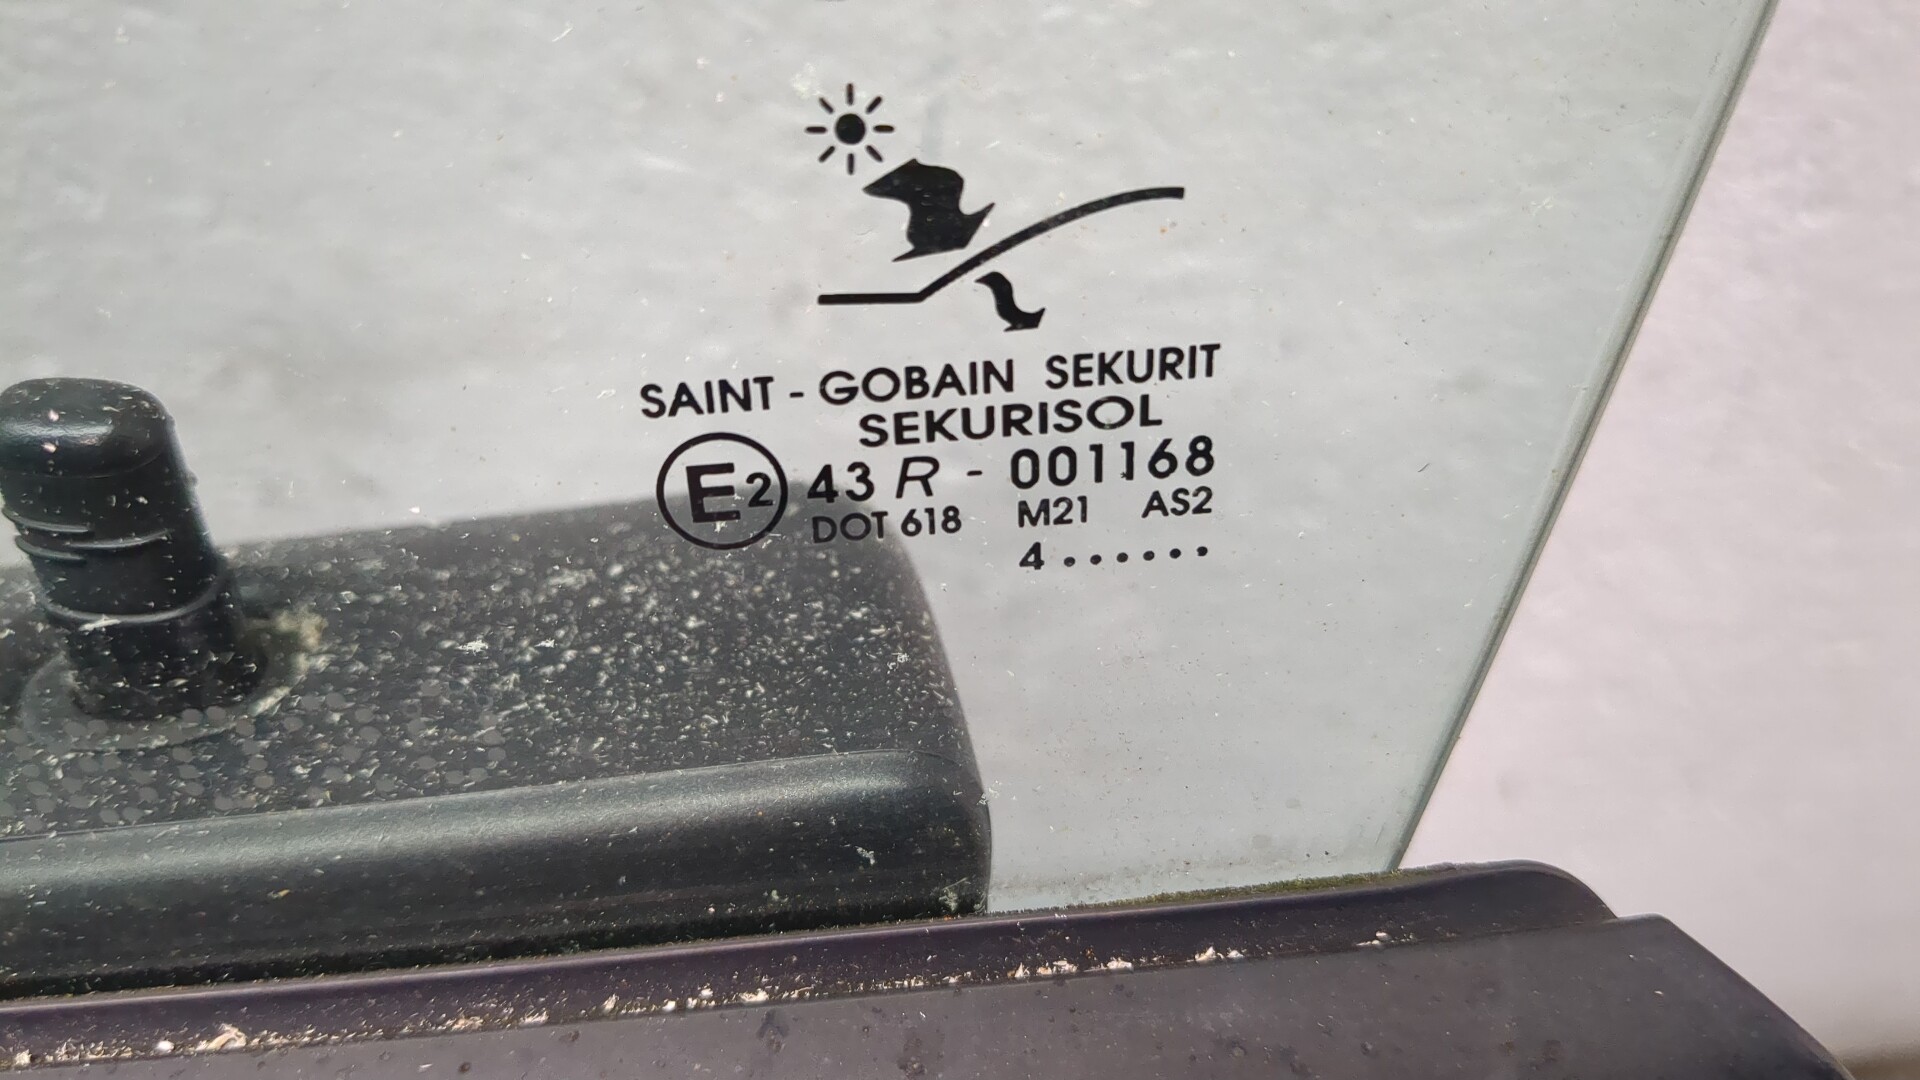 SAINT - GOBAIN SEKURIT
SEKURISOL
E2 43 R - 001168
DOT 618 M21 AS2
4 ......